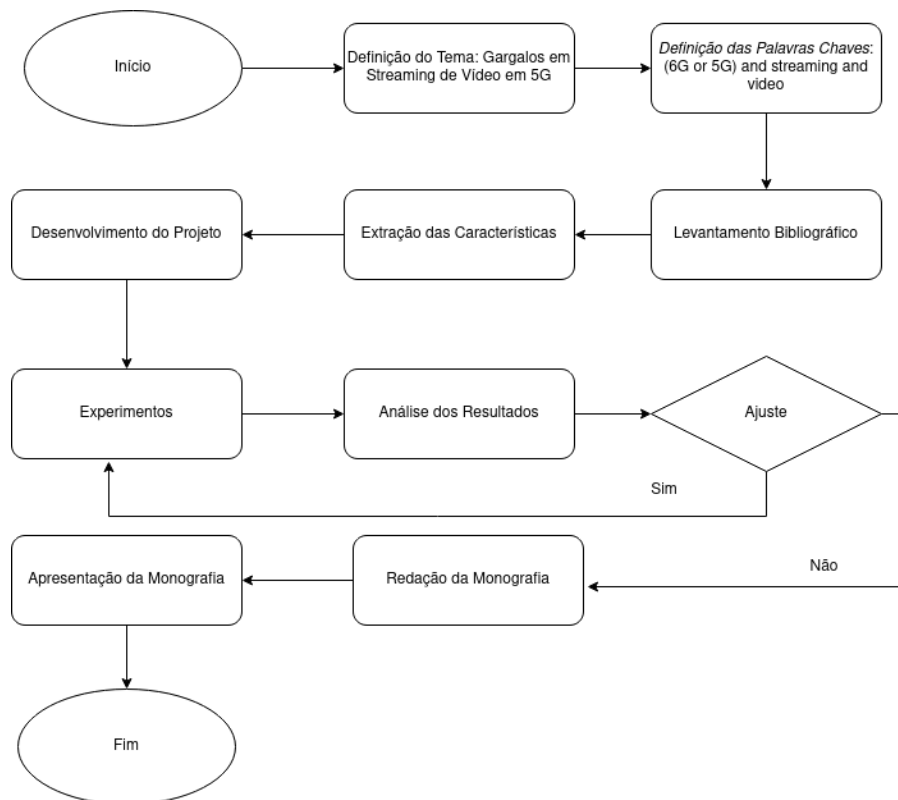 Início
Definição do Tema: Gargalos em
Streaming de Vídeo em 5G
Definição das Palavras Chaves:
(6G or 5G) and streaming and
video
Desenvolvimento do Projeto
Extração das Características
Levantamento Bibliográfico
Experimentos
Análise dos Resultados
Ajuste
Sim
Não
Apresentação da Monografia
Redação da Monografia
Fim